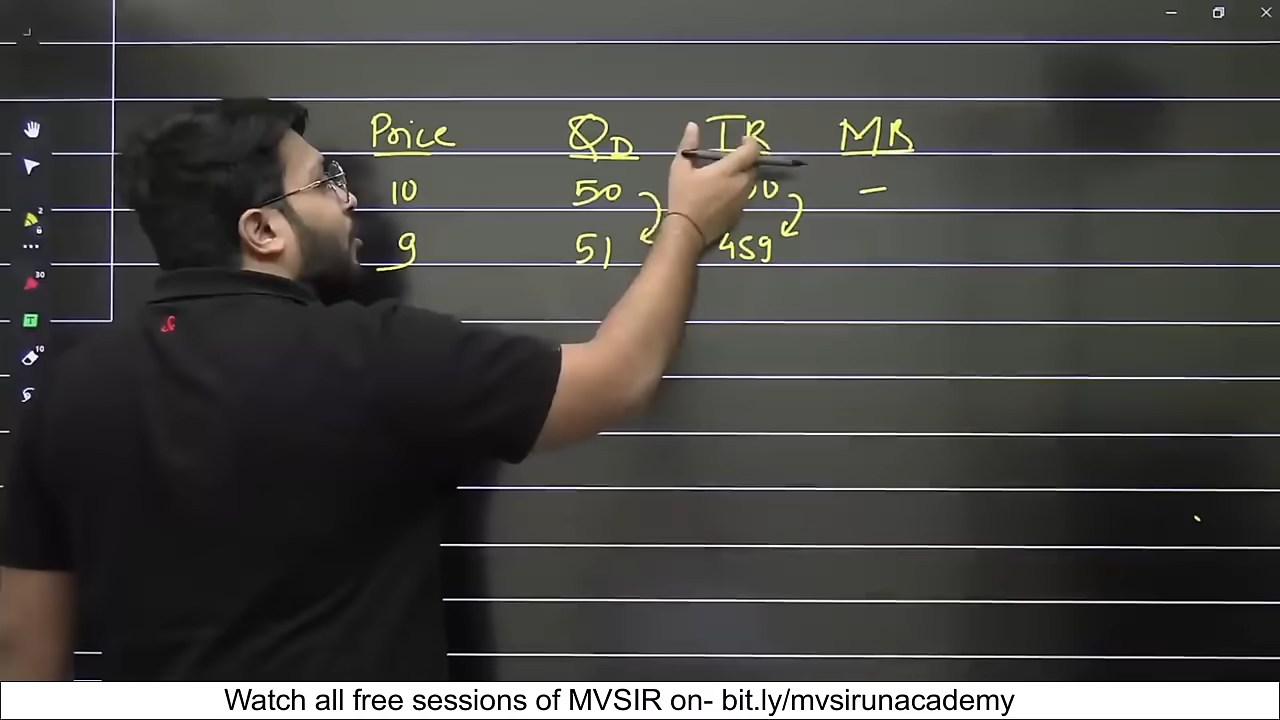 Price QD TR MR
10 50 –
9 51 459
Watch all free sessions of MVSIR on- bit.ly/mvsirunacademy